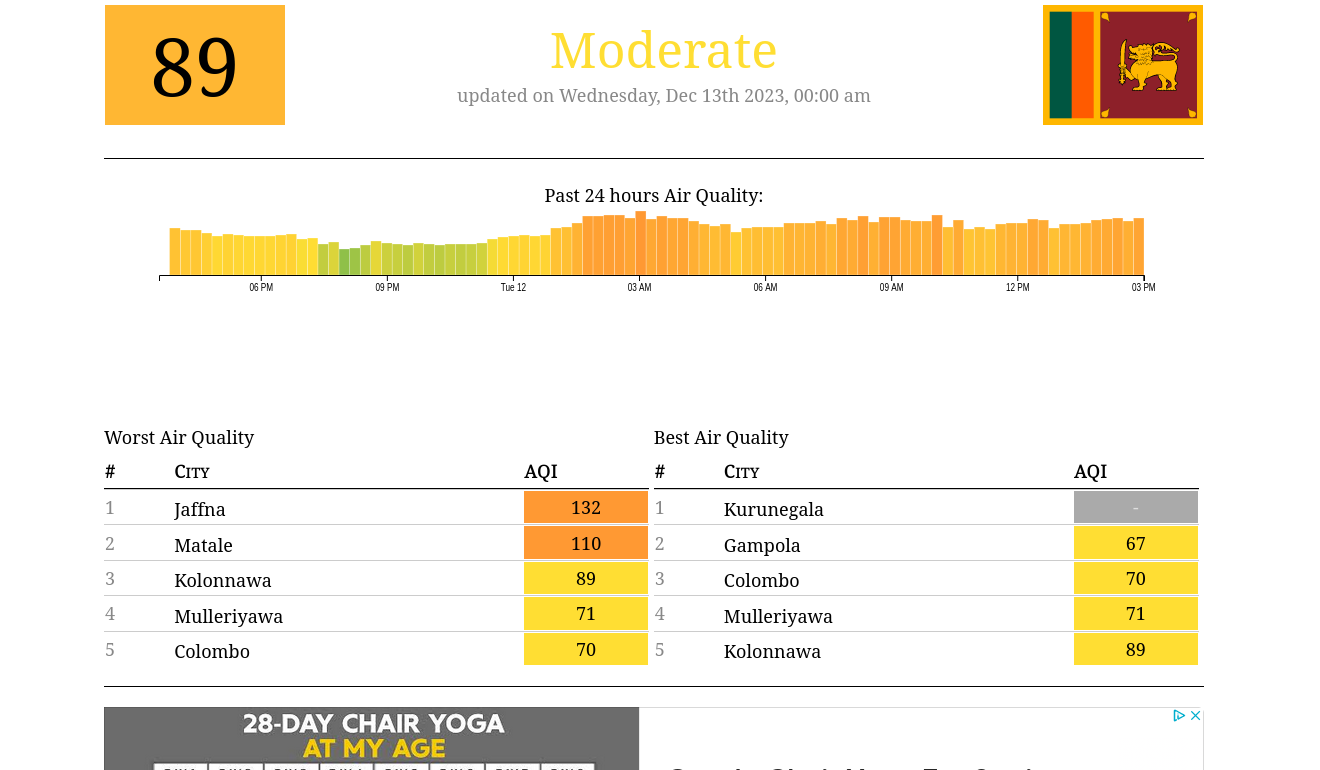 89
Moderate
updated on Wednesday, Dec 13th 2023, 00:00 am
Past 24 hours Air Quality:
06 PM 09 PM Tue 12 03 AM 06 AM 09 AM 12 PM 03 PM
Worst Air Quality
# City AQI
1 Jaffna 132
2 Matale 110
3 Kolonnawa 89
4 Mulleriyawa 71
5 Colombo 70
Best Air Quality
# City AQI
1 Kurunegala -
2 Gampola 67
3 Colombo 70
4 Mulleriyawa 71
5 Kolonnawa 89
28-DAY CHAIR YOGA
AT MY AGE